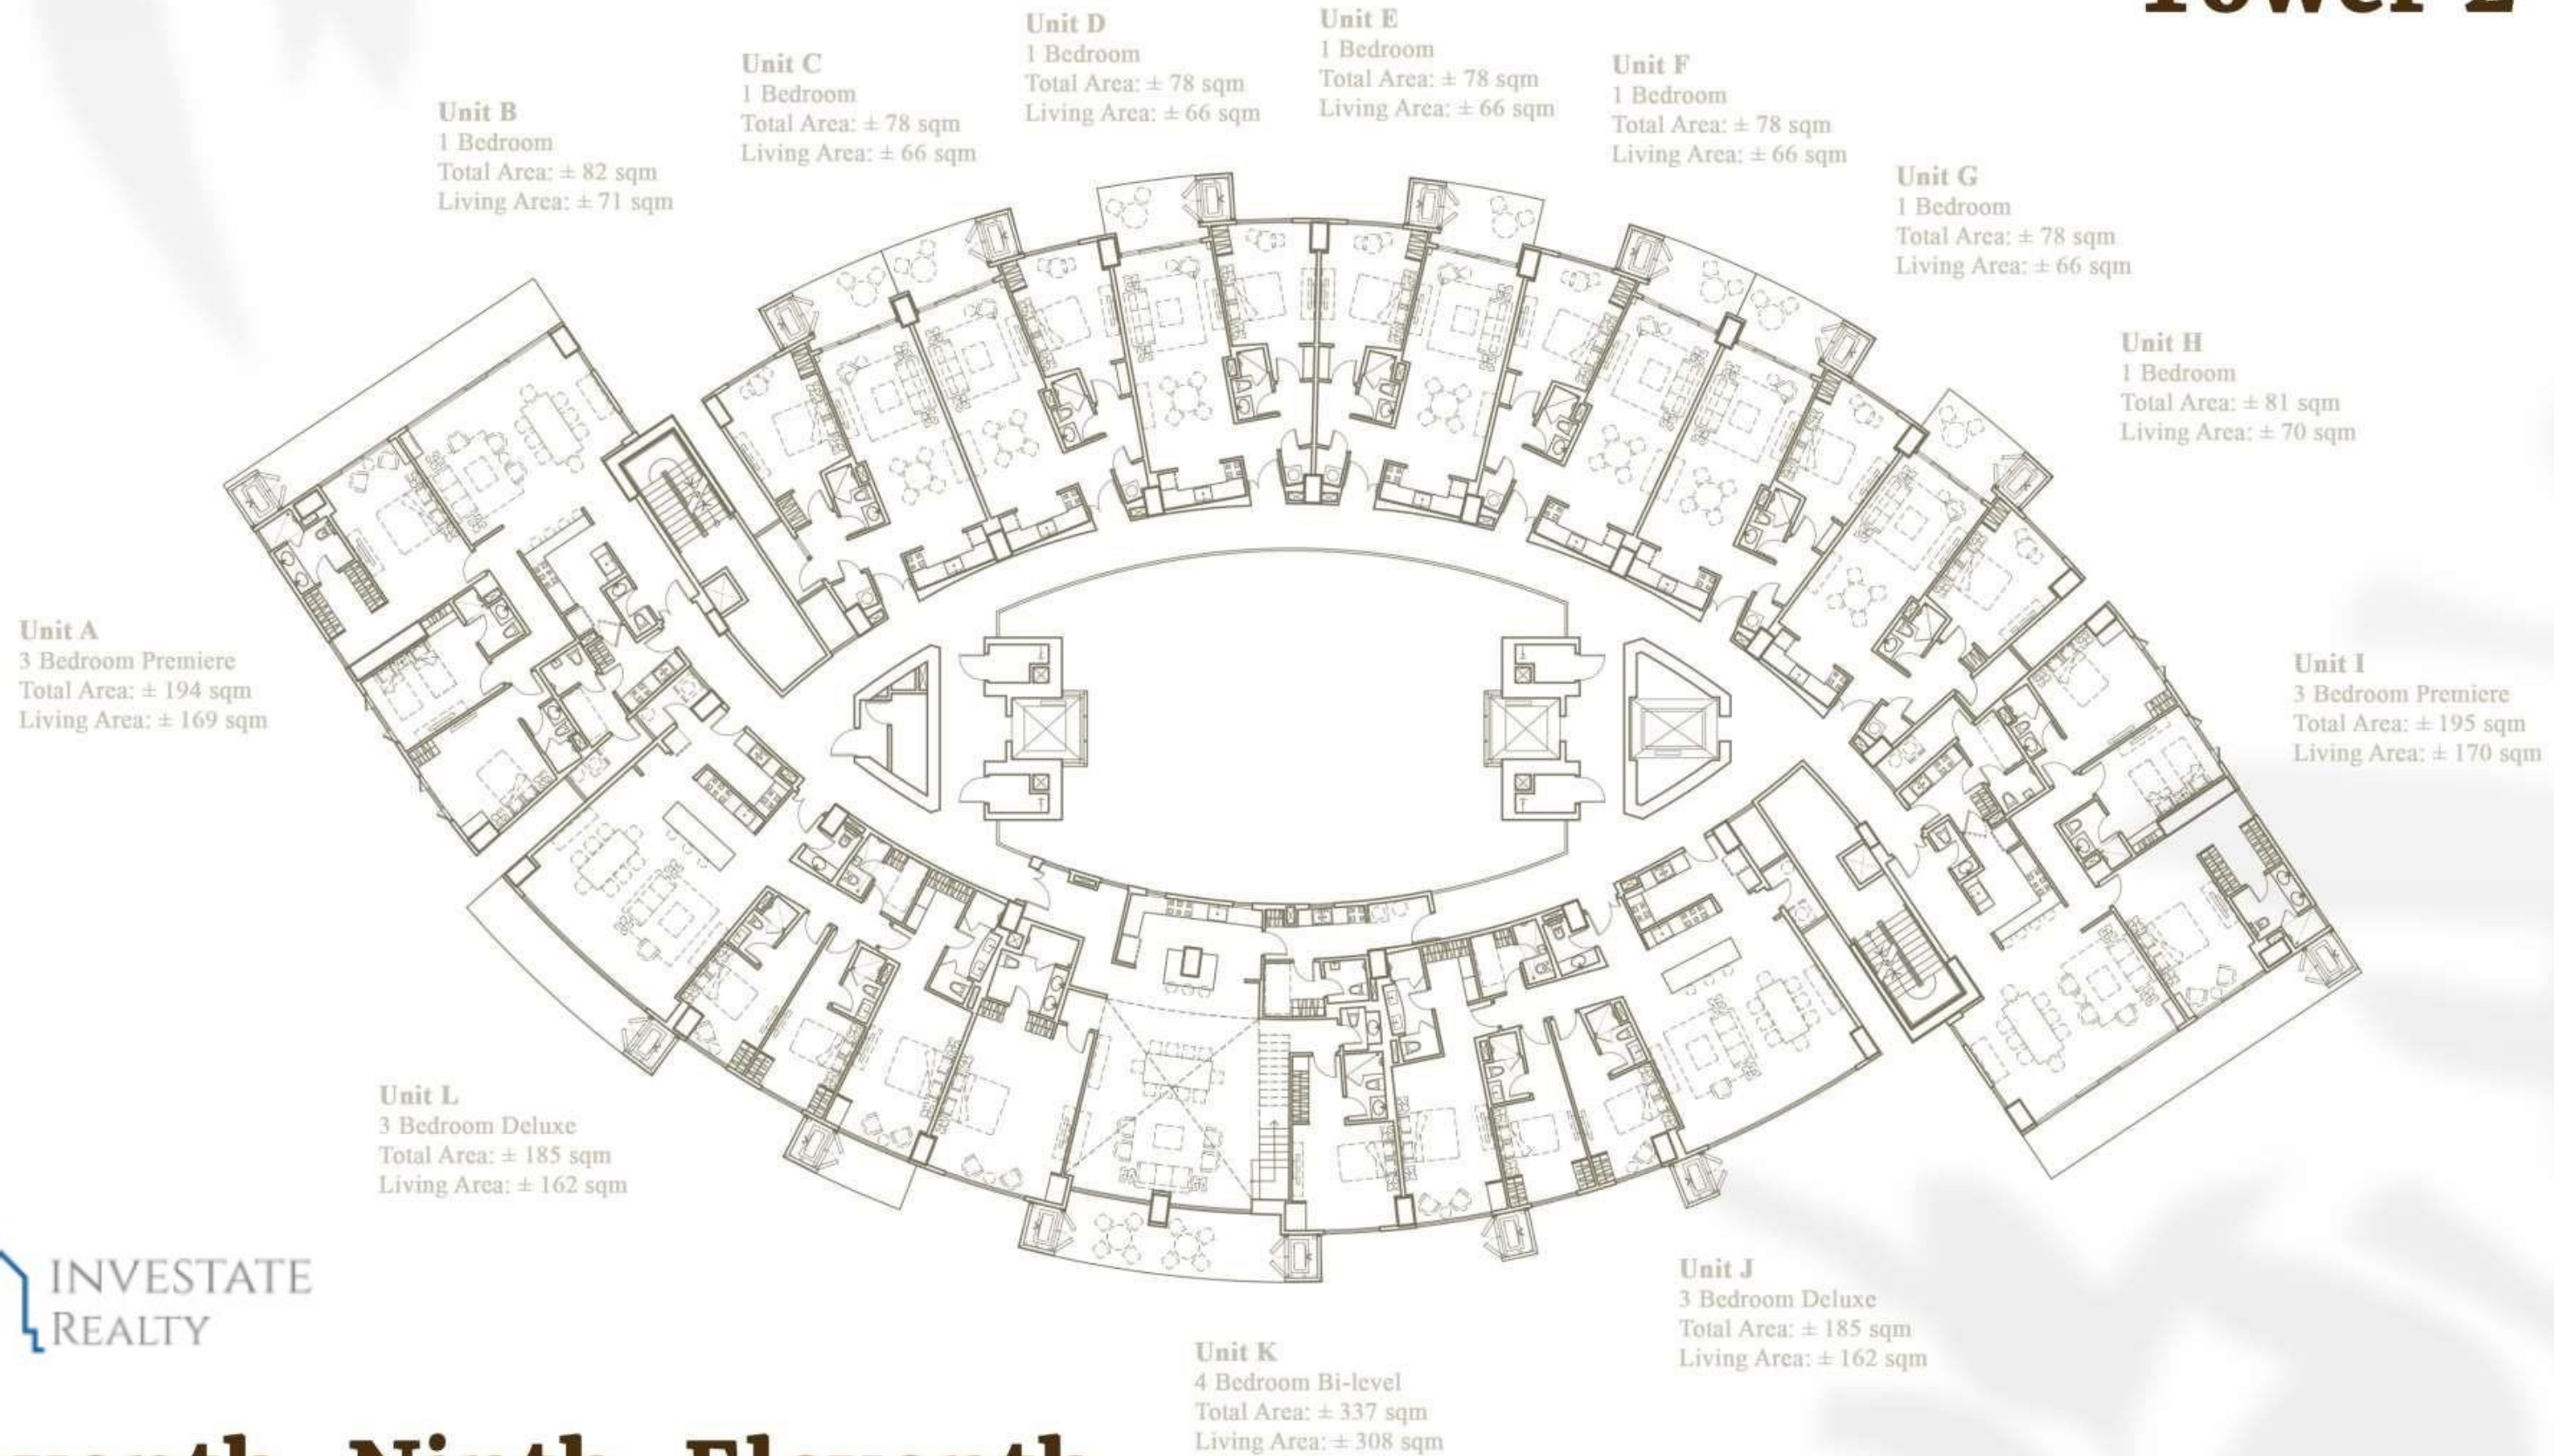 Tower 2
Unit D
1 Bedroom
Total Area: ± 78 sqm
Living Area: ± 66 sqm
Unit E
1 Bedroom
Total Area: ± 78 sqm
Living Area: ± 66 sqm
Unit C
1 Bedroom
Total Area: ± 78 sqm
Living Area: ± 66 sqm
Unit F
1 Bedroom
Total Area: ± 78 sqm
Living Area: ± 66 sqm
Unit B
1 Bedroom
Total Area: ± 82 sqm
Living Area: ± 71 sqm
Unit G
1 Bedroom
Total Area: ± 78 sqm
Living Area: ± 66 sqm
Unit H
1 Bedroom
Total Area: ± 81 sqm
Living Area: ± 70 sqm
Unit A
3 Bedroom Premiere
Total Area: ± 194 sqm
Living Area: ± 169 sqm
Unit I
3 Bedroom Premiere
Total Area: ± 195 sqm
Living Area: ± 170 sqm
Unit L
3 Bedroom Deluxe
Total Area: ± 185 sqm
Living Area: ± 162 sqm
Unit J
3 Bedroom Deluxe
Total Area: ± 185 sqm
Living Area: ± 162 sqm
INVESTATE
REALTY
Unit K
4 Bedroom Bi-level
Total Area: ± 337 sqm
Living Area: ± 308 sqm
Ninth Eleventh